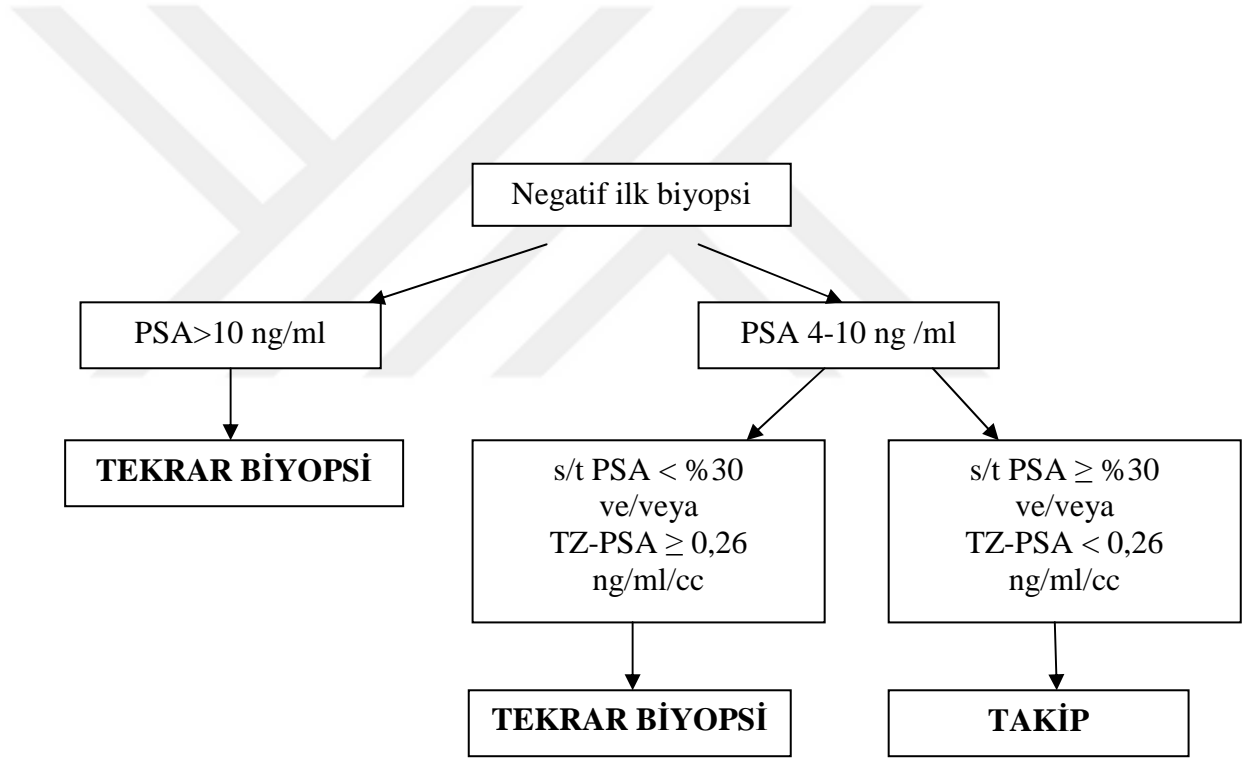 Negatif ilk biyopsi
PSA>10 ng/ml
PSA 4-10 ng /ml
TEKRAR BİYOPSİ
s/t PSA < %30
ve/veya
TZ-PSA ≥ 0,26
ng/ml/cc
s/t PSA ≥ %30
ve/veya
TZ-PSA < 0,26
ng/ml/cc
TEKRAR BİYOPSİ
TAKİP